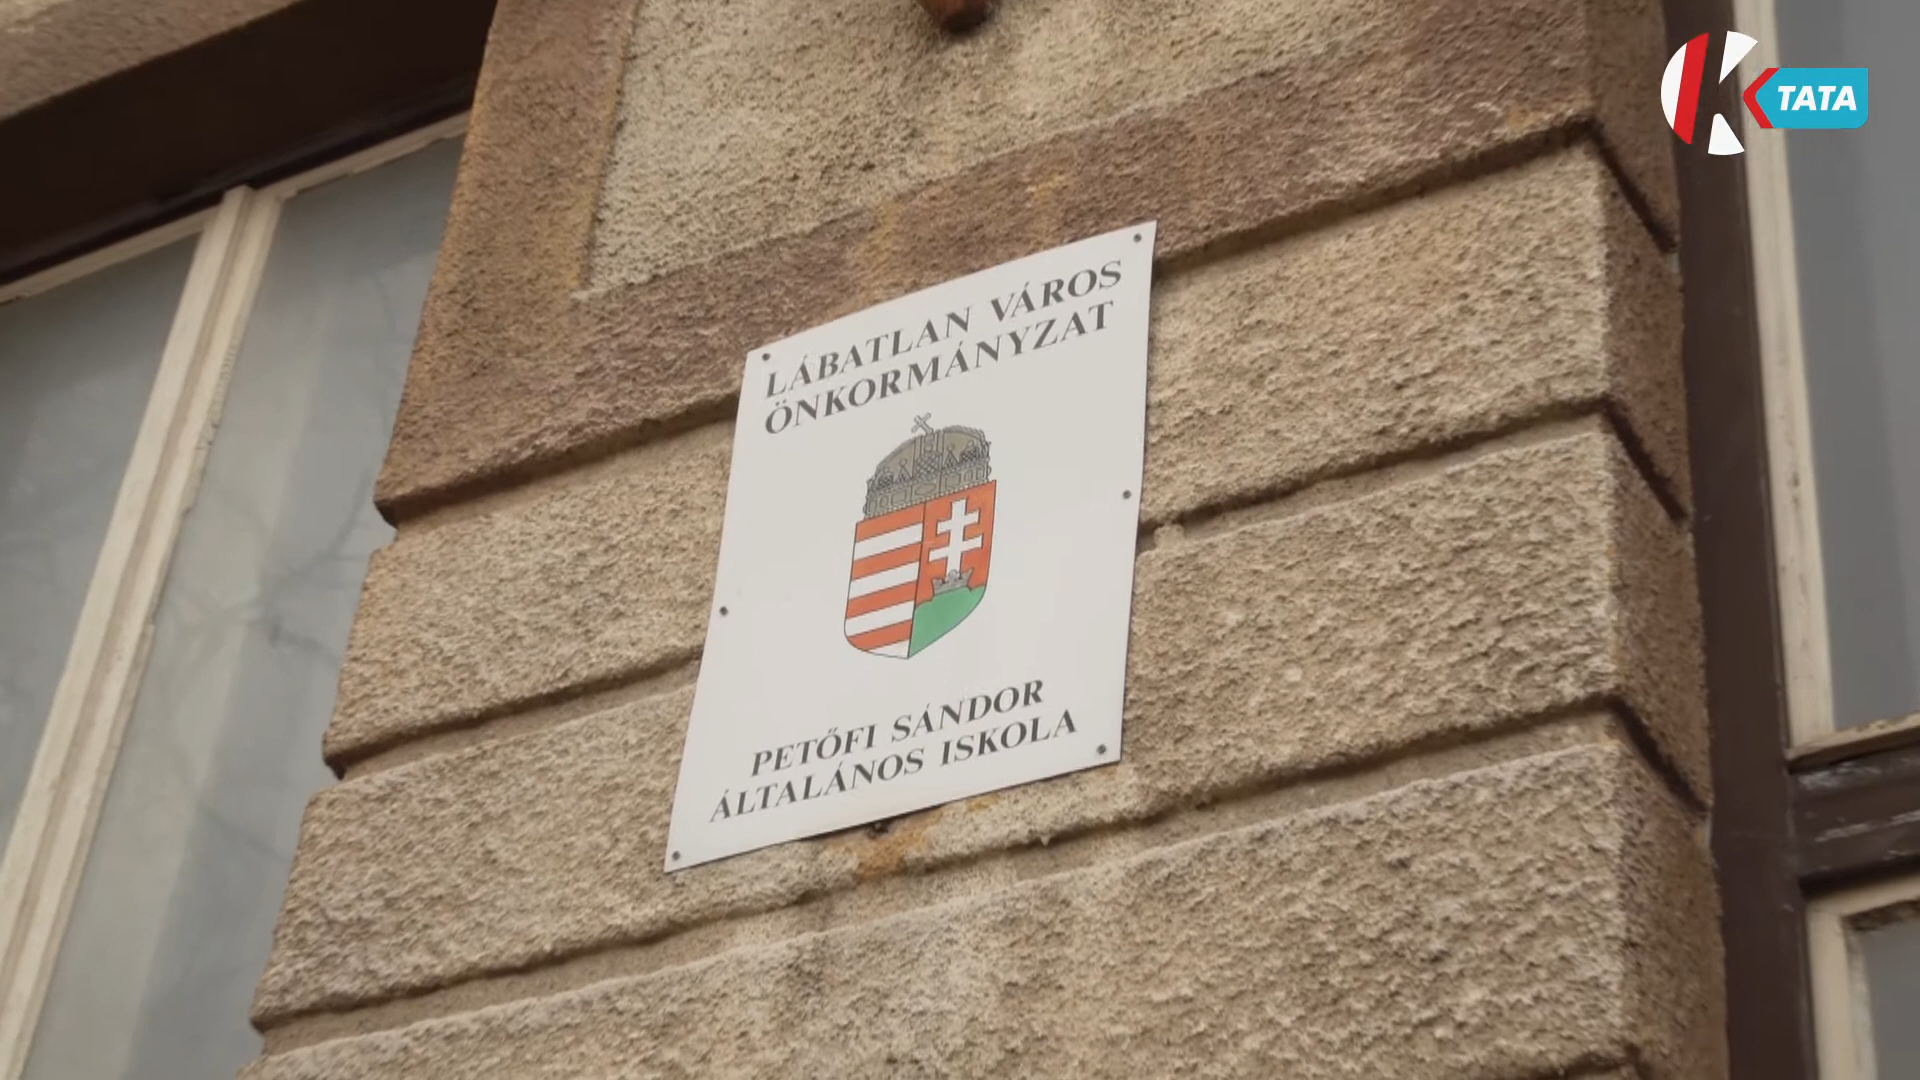 K TATA
LÁBATLAN VÁROS
ÖNKORMÁNYZAT
PETŐFI SÁNDOR
ÁLTALÁNOS ISKOLA